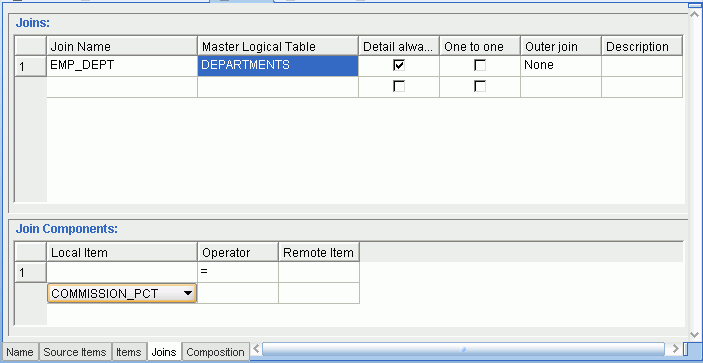 Joins:
Join Name Master Logical Table Detail alwa... One to one Outer join Description
1 EMP_DEPT DEPARTMENTS None
Join Components:
Local Item Operator Remote Item
1 =
COMMISSION_PCT
Name Source Items Items Joins Composition